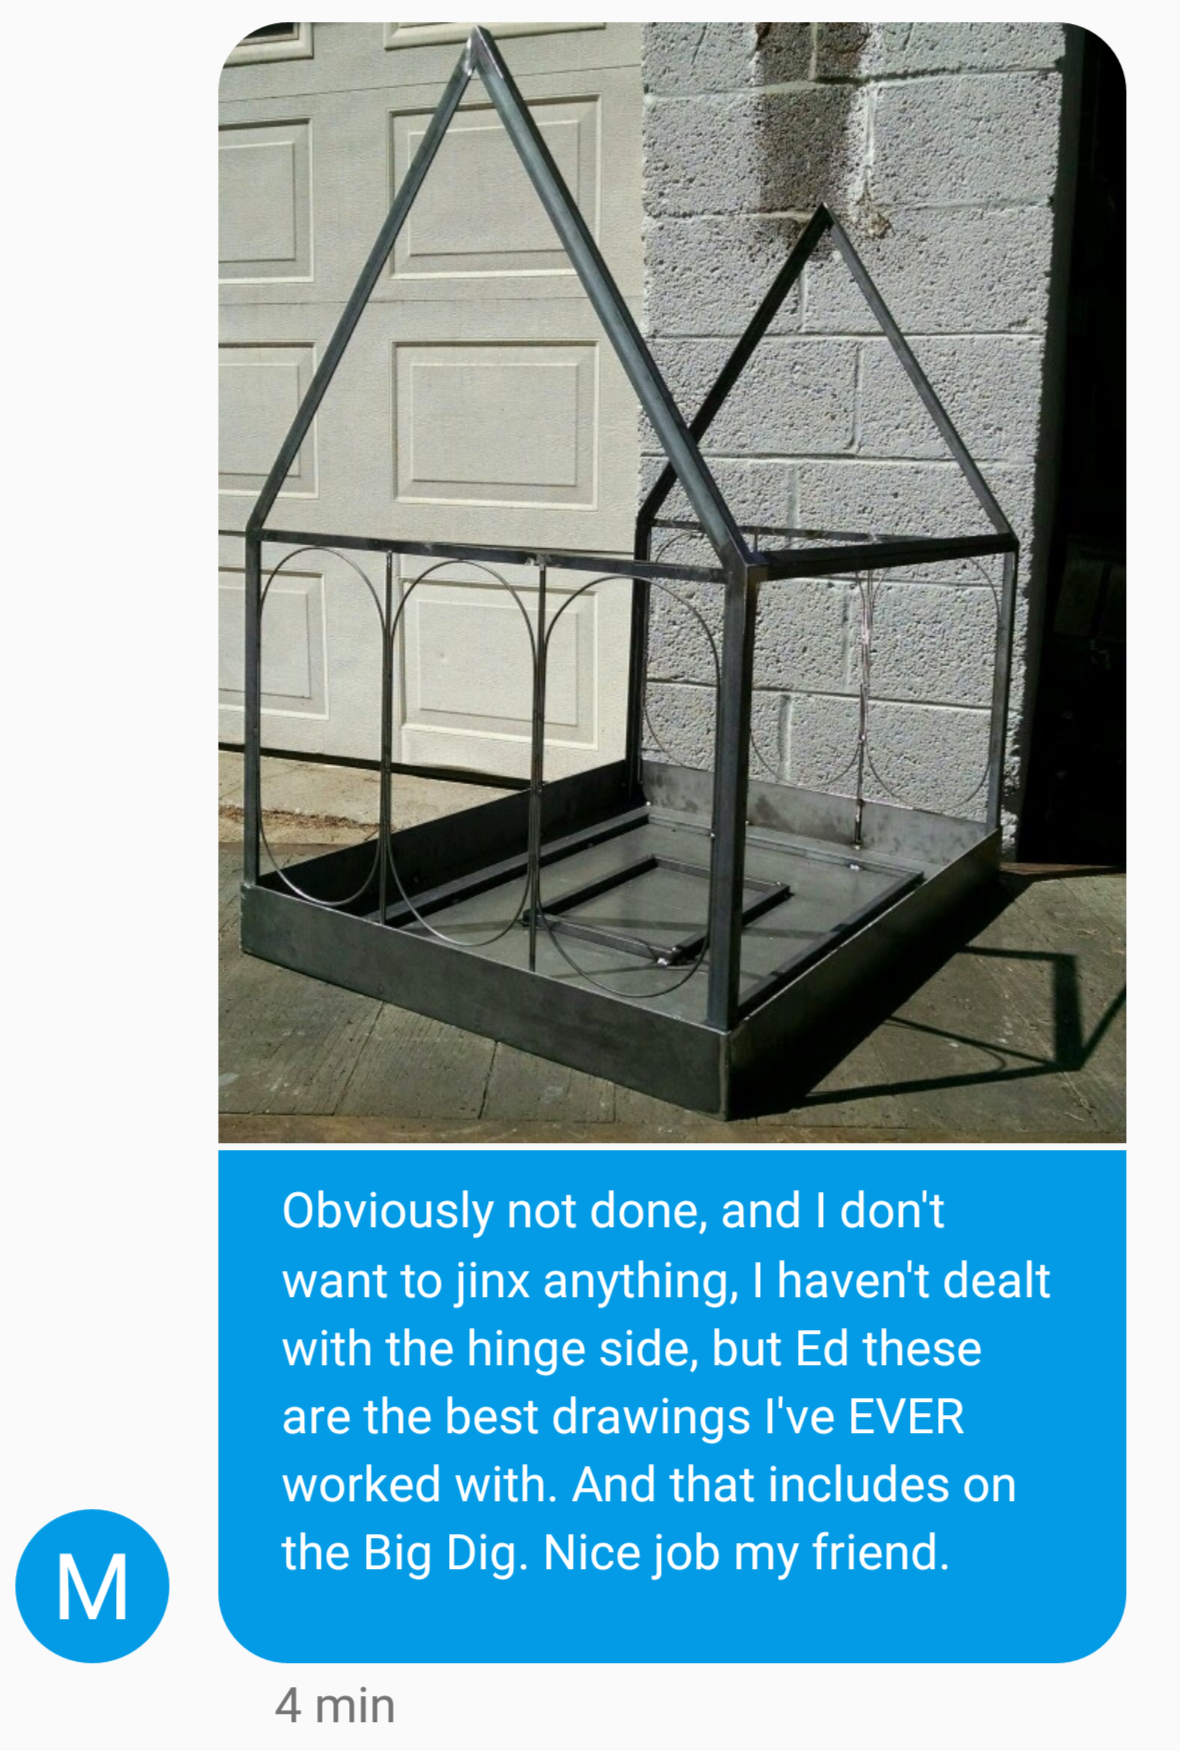 Obviously not done, and I don't
want to jinx anything, I haven't dealt
with the hinge side, but Ed these
are the best drawings I've EVER
worked with. And that includes on
the Big Dig. Nice job my friend.
M
4 min